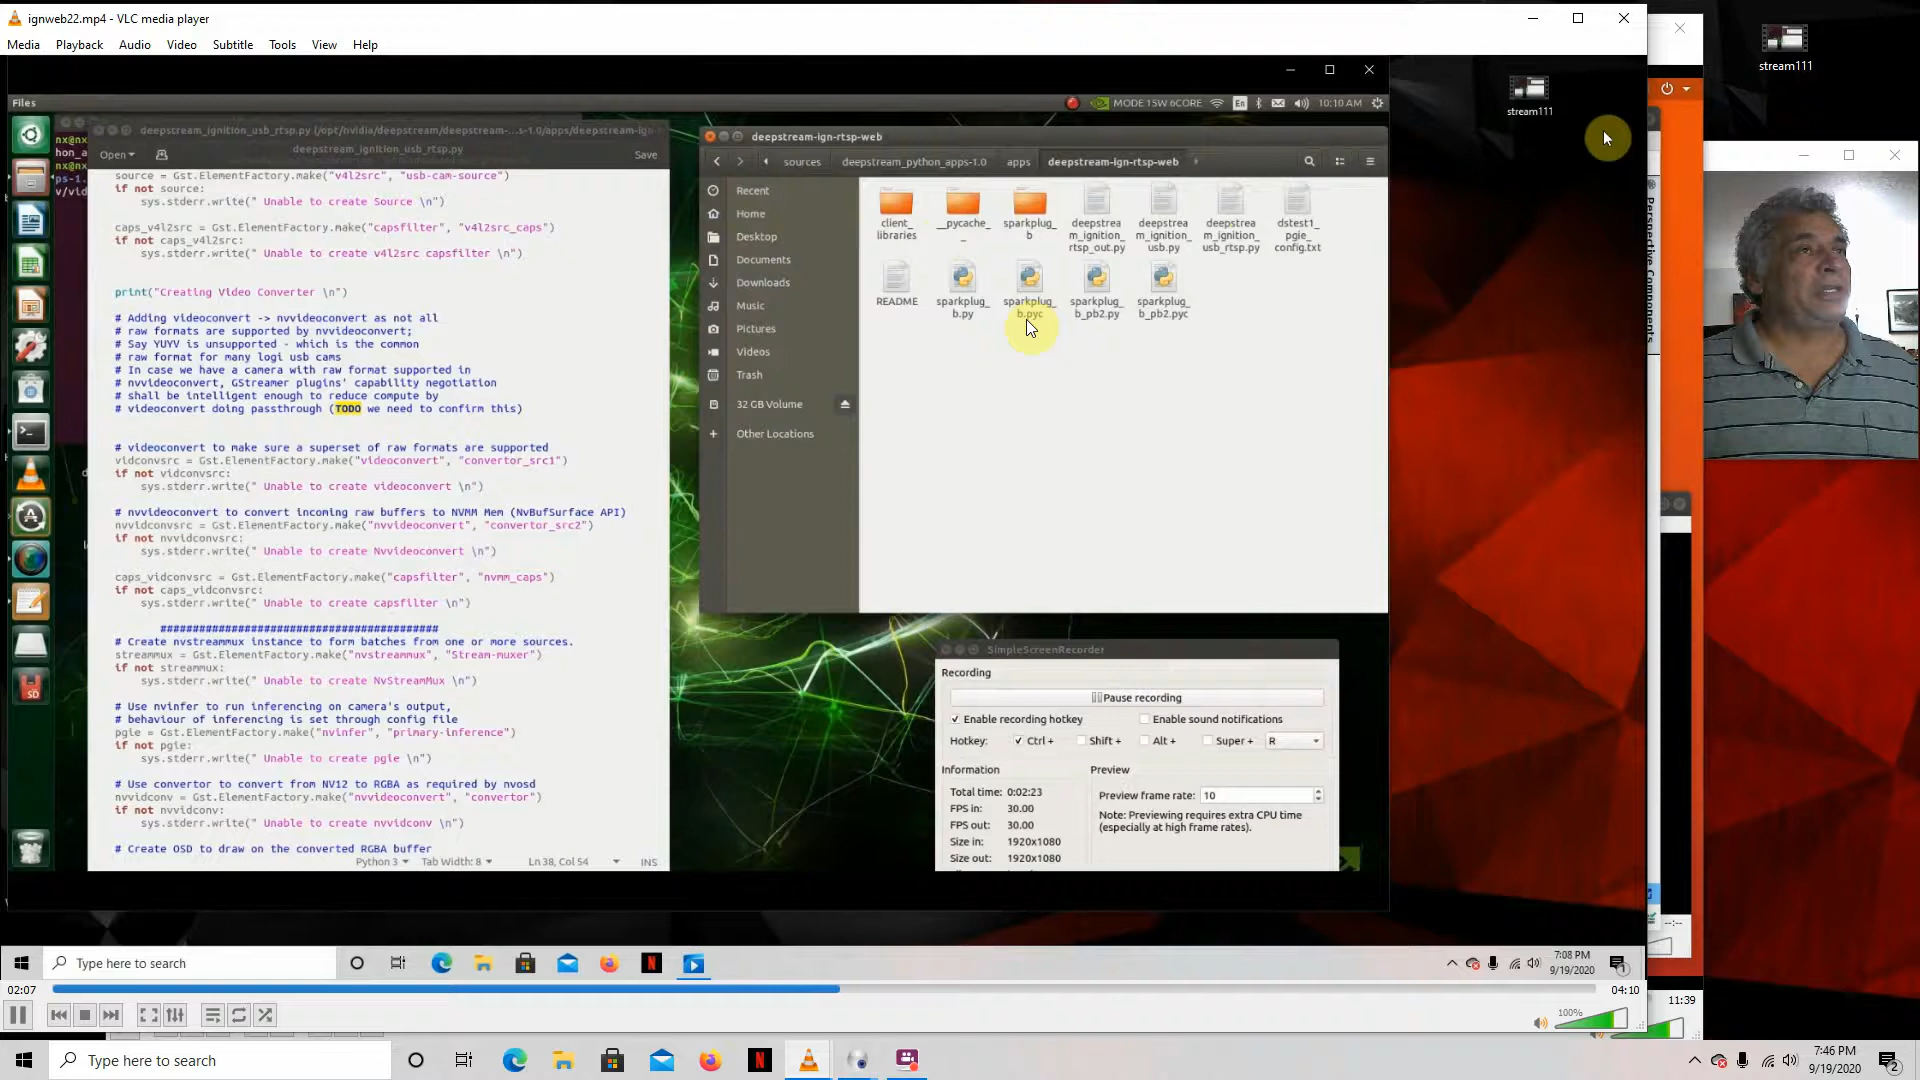 ignweb22.mp4 - VLC media player
Media Playback Audio Video Subtitle Tools View Help
stream111
stream111
Files
MODE 15W 6CORE En 10:10 AM
deepstream_ignition_usb_rtsp.py (/opt/nvidia/deepstream/deepstream-...s-1.0/apps/deepstream-ign-
Open
deepstream_ignition_usb_rtsp.py
Save
source = Gst.ElementFactory.make("v4l2src", "usb-cam-source")
if not source:
sys.stderr.write(" Unable to create Source \n")
caps_v4l2src = Gst.ElementFactory.make("capsfilter", "v4l2src_caps")
if not caps_v4l2src:
sys.stderr.write(" Unable to create v4l2src capsfilter \n")
print("Creating Video Converter \n")
# Adding videoconvert -> nvvideoconvert as not all
# raw formats are supported by nvvideoconvert;
# Say YUYV is unsupported - which is the common
# raw format for many logi usb cams
# In case we have a camera with raw format supported in
# nvvideoconvert, GStreamer plugins' capability negotiation
# shall be intelligent enough to reduce compute by
# videoconvert doing passthrough (TODO we need to confirm this)
# videoconvert to make sure a superset of raw formats are supported
vidconvsrc = Gst.ElementFactory.make("videoconvert", "convertor_src1")
if not vidconvsrc:
sys.stderr.write(" Unable to create videoconvert \n")
# nvvideoconvert to convert incoming raw buffers to NVMM Mem (NvBufSurface API)
nvvidconvsrc = Gst.ElementFactory.make("nvvideoconvert", "convertor_src2")
if not nvvidconvsrc:
sys.stderr.write(" Unable to create Nvvideoconvert \n")
caps_vidconvsrc = Gst.ElementFactory.make("capsfilter", "nvmm_caps")
if not caps_vidconvsrc:
sys.stderr.write(" Unable to create capsfilter \n")
###########################################
# Create nvstreammux instance to form batches from one or more sources.
streammux = Gst.ElementFactory.make("nvstreammux", "Stream-muxer")
if not streammux:
sys.stderr.write(" Unable to create NvStreamMux \n")
# Use nvinfer to run inferencing on camera's output,
# behaviour of inferencing is set through config file
pgie = Gst.ElementFactory.make("nvinfer", "primary-inference")
if not pgie:
sys.stderr.write(" Unable to create pgie \n")
# Use convertor to convert from NV12 to RGBA as required by nvosd
nvvidconv = Gst.ElementFactory.make("nvvideoconvert", "convertor")
if not nvvidconv:
sys.stderr.write(" Unable to create nvvidconv \n")
# Create OSD to draw on the converted RGBA buffer
Python 3 Tab Width: 8 Ln 38, Col 54 INS
deepstream-ign-rtsp-web
sources deepstream_python_apps-1.0 apps deepstream-ign-rtsp-web
Recent
Home
Desktop
Documents
Downloads
Music
Pictures
Videos
Trash
32 GB Volume
Other Locations
client_libraries
__pycache__
sparkplug_b
deepstream_ignition_rtsp_out.py
deepstream_ignition_usb.py
deepstream_ignition_usb_rtsp.py
dstest1_pgie_config.txt
README
sparkplug_b.py
sparkplug_b.pyc
sparkplug_b_pb2.py
sparkplug_b_pb2.pyc
SimpleScreenRecorder
Recording
Pause recording
Enable recording hotkey Enable sound notifications
Hotkey: Ctrl + Shift + Alt + Super + R
Information
Total time: 0:02:23
FPS in: 30.00
FPS out: 30.00
Size in: 1920x1080
Size out: 1920x1080
Preview
Preview frame rate: 10
Note: Previewing requires extra CPU time
(especially at high frame rates).
Perspective Components
SD
Type here to search
7:08 PM
9/19/2020
02:07
04:10
11:39
100%
Type here to search
7:46 PM
9/19/2020
2